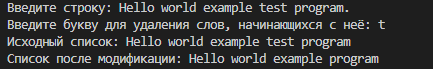 Введите строку: Hello world example test program.
Введите букву для удаления слов, начинающихся с неё: t
Исходный список: Hello world example test program
Список после модификации: Hello world example program